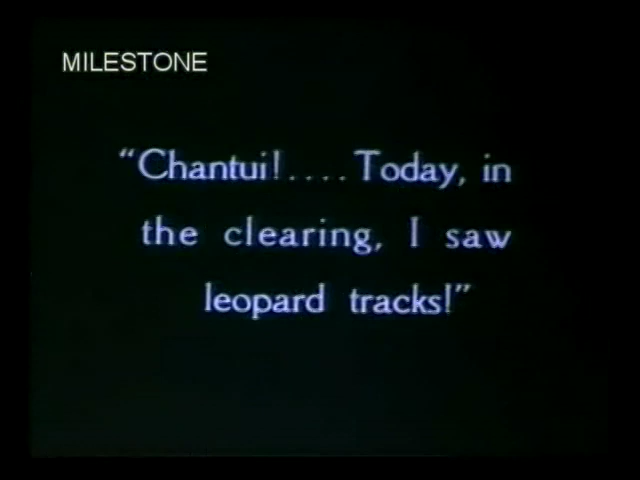 MILESTONE
“Chantui!.... Today, in
the clearing, I saw
leopard tracks!”